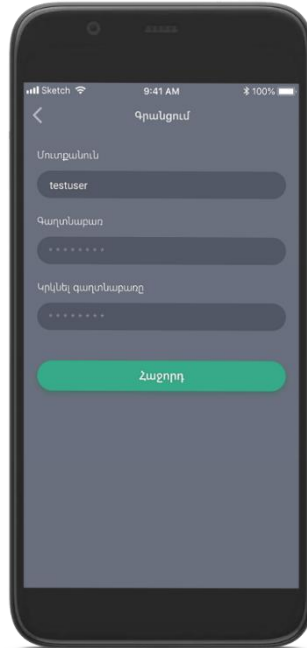 Sketch 9:41 AM 100%
Գրանցում
Մուտքանուն
testuser
Գաղտնաբառ
Կրկնել գաղտնաբառը
Հաջորդ